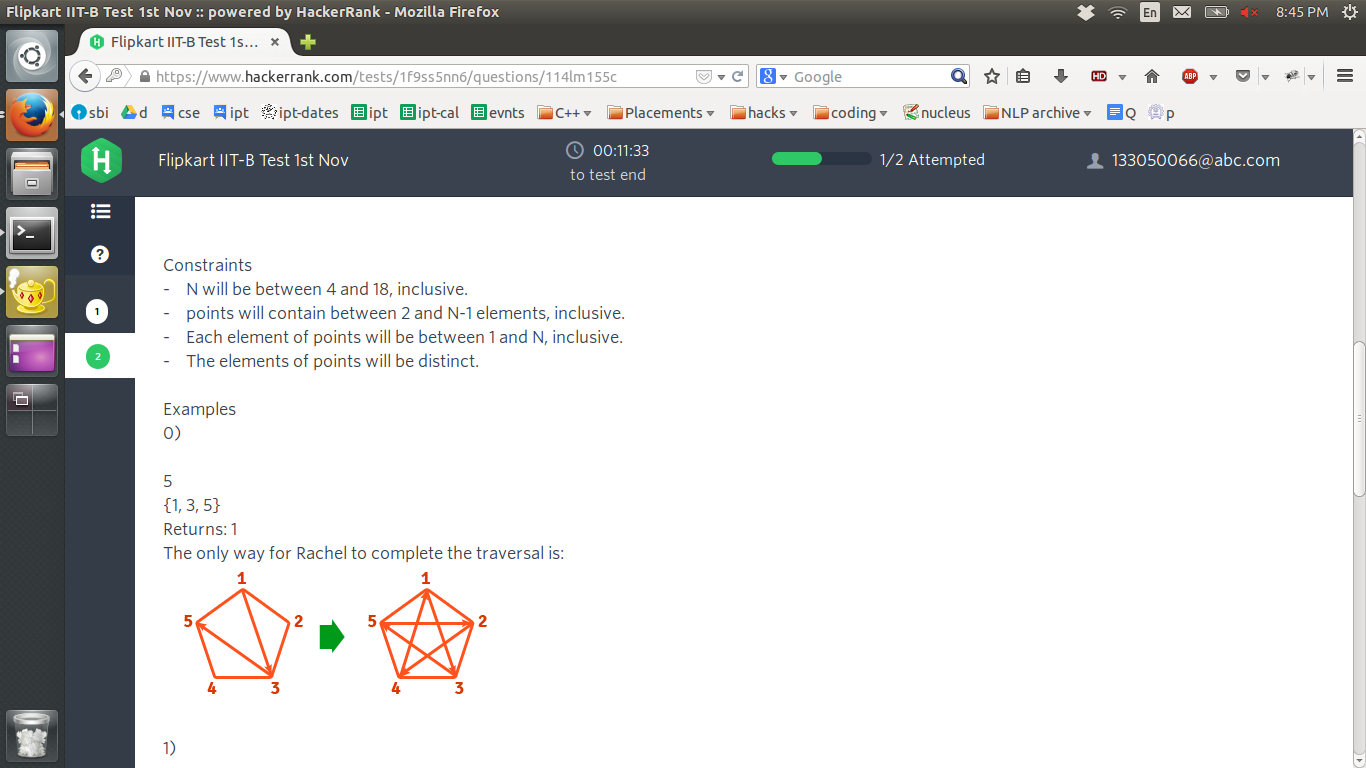 Flipkart IIT-B Test 1st Nov :: powered by HackerRank - Mozilla Firefox
En
8:45 PM
Flipkart IIT-B Test 1s...
https://www.hackerrank.com/tests/1f9ss5nn6/questions/114lm155c
Google
HD
ABP
sbi d cse ipt ipt-dates ipt ipt-cal evnts C++ Placements hacks coding nucleus NLP archive Q p
Flipkart IIT-B Test 1st Nov
00:11:33
to test end
1/2 Attempted
133050066@abc.com
?
1
2
Constraints
- N will be between 4 and 18, inclusive.
- points will contain between 2 and N-1 elements, inclusive.
- Each element of points will be between 1 and N, inclusive.
- The elements of points will be distinct.
Examples
0)
5
{1, 3, 5}
Returns: 1
The only way for Rachel to complete the traversal is:
1 1
5 2 5 2
4 3 4 3
1)